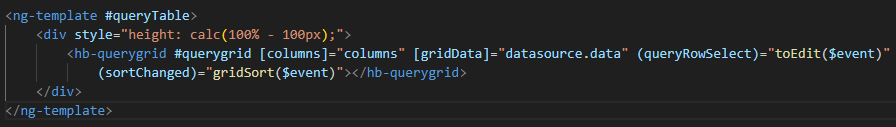 <ng-template #queryTable>
<div style="height: calc(100% - 100px);">
<hb-querygrid #querygrid [columns]="columns" [gridData]="datasource.data" (queryRowSelect)="toEdit($event)"
(sortChanged)="gridSort($event)"></hb-querygrid>
</div>
</ng-template>